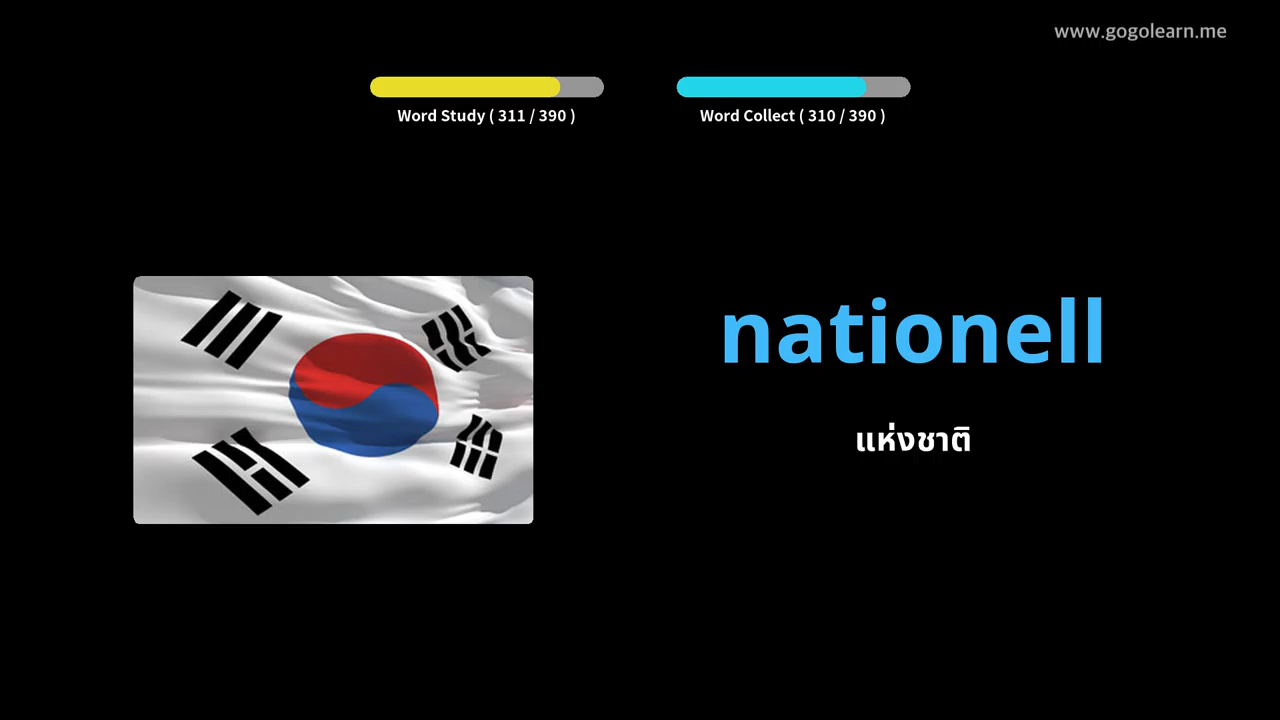 www.gogolearn.me
Word Study ( 311 / 390 )
Word Collect ( 310 / 390 )
nationell
แห่งชาติ